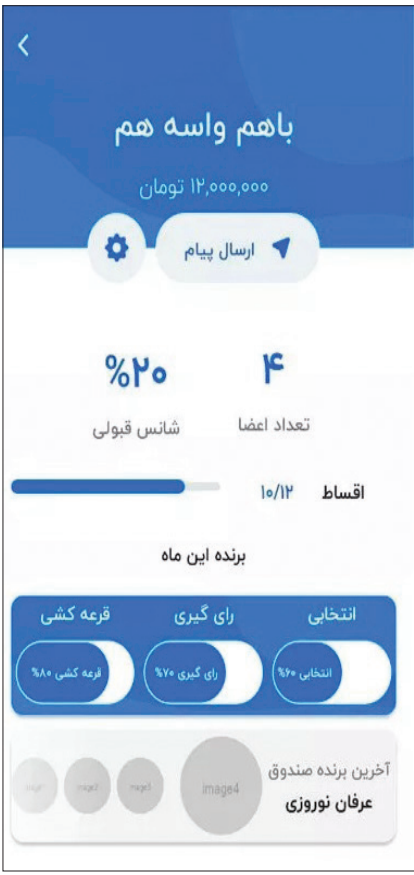 باهم واسه هم
۱۲,۰۰۰,۰۰۰ تومان
ارسال پیام
۴
%۲۰
تعداد اعضا
شانس قبولی
اقساط
۱۰/۱۲
برنده این ماه
انتخابی
رای گیری
قرعه کشی
انتخابی ۶۰%
رای گیری ۷۰%
قرعه کشی ۸۰%
آخرین برنده صندوق
عرفان نوروزی
image4
image3
image2
image1